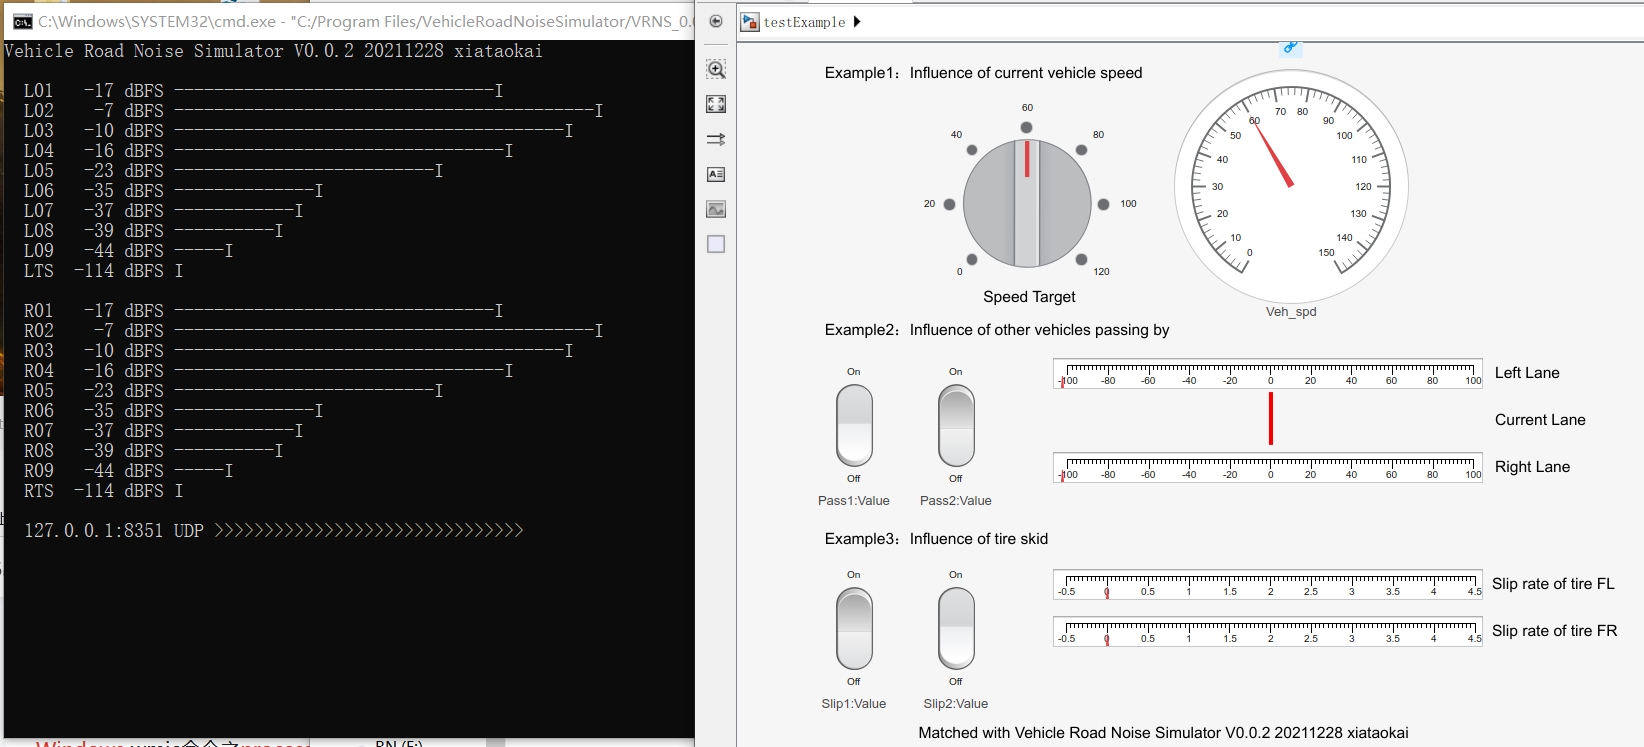 C:\Windows\SYSTEM32\cmd.exe - "C:/Program Files/VehicleRoadNoiseSimulator/VRNS_0.0
Vehicle Road Noise Simulator V0.0.2 20211228 xiataokai
L01 -17 dBFS --------------------------------I
L02 -7 dBFS ------------------------------------------I
L03 -10 dBFS ---------------------------------------I
L04 -16 dBFS ---------------------------------I
L05 -23 dBFS --------------------------I
L06 -35 dBFS --------------I
L07 -37 dBFS ------------I
L08 -39 dBFS ----------I
L09 -44 dBFS -----I
LTS -114 dBFS I
R01 -17 dBFS --------------------------------I
R02 -7 dBFS ------------------------------------------I
R03 -10 dBFS ---------------------------------------I
R04 -16 dBFS ---------------------------------I
R05 -23 dBFS --------------------------I
R06 -35 dBFS --------------I
R07 -37 dBFS ------------I
R08 -39 dBFS ----------I
R09 -44 dBFS -----I
RTS -114 dBFS I
127.0.0.1:8351 UDP >>>>>>>>>>>>>>>>>>>>>>>>>>>>>>>
testExample
Example1：Influence of current vehicle speed
0 20 40 60 80 100 120
Speed Target
0 10 20 30 40 50 60 70 80 90 100 110 120 130 140 150
Veh_spd
Example2：Influence of other vehicles passing by
On On
Off Off
Pass1:Value Pass2:Value
-100 -80 -60 -40 -20 0 20 40 60 80 100 Left Lane
Current Lane
-100 -80 -60 -40 -20 0 20 40 60 80 100 Right Lane
Example3：Influence of tire skid
On On
Off Off
Slip1:Value Slip2:Value
-0.5 0 0.5 1 1.5 2 2.5 3 3.5 4 4.5 Slip rate of tire FL
-0.5 0 0.5 1 1.5 2 2.5 3 3.5 4 4.5 Slip rate of tire FR
Matched with Vehicle Road Noise Simulator V0.0.2 20211228 xiataokai